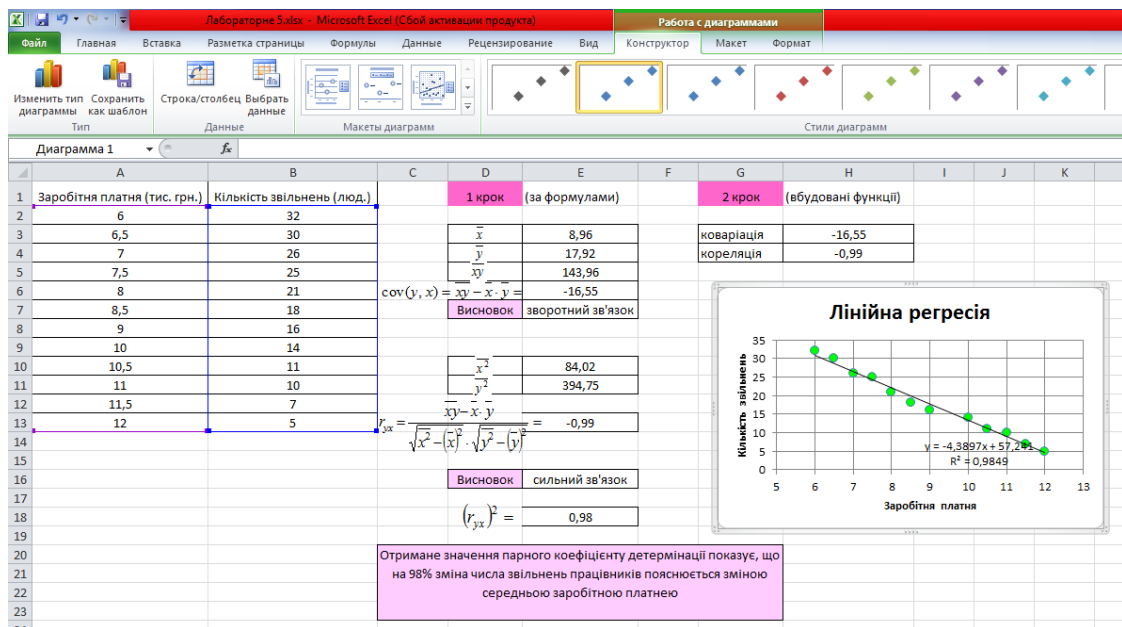 Лабораторне 5.xlsx - Microsoft Excel (Сбой активации продукта)
Работа с диаграммами
Файл Главная Вставка Разметка страницы Формулы Данные Рецензирование Вид Конструктор Макет Формат
Изменить тип диаграммы
Сохранить как шаблон
Строка/столбец
Выбрать данные
Тип Данные Макеты диаграмм Стили диаграмм
Диаграмма 1 fx
A B C D E F G H I J K
1 Заробітня платня (тис. грн.) Кількість звільнень (люд.) 1 крок (за формулами) 2 крок (вбудовані функції)
2 6 32
3 6,5 30 x̅ 8,96 коваріація -16,55
4 7 26 y̅ 17,92 кореляція -0,99
5 7,5 25 x̅y̅ 143,96
6 8 21 cov(y, x) = x̅y̅ − x̅ · y̅ = -16,55
7 8,5 18 Висновок зворотний зв'язок
8 9 16
9 10 14
10 10,5 11 x̅² 84,02
11 11 10 y̅² 394,75
12 11,5 7
13 12 5 r_yx = (x̅y̅ − x̅ · y̅) / (√(x̅² − (x̅)²) · √(y̅² − (y̅)²)) = -0,99
14
15
16 Висновок сильний зв'язок
17
18 (r_yx)² = 0,98
19
20 Отримане значення парного коефіцієнту детермінації показує, що
21 на 98% зміна числа звільнень працівників пояснюється зміною
22 середньою заробітною платнею
23
Лінійна регресія
Кількість звільнень
35
30
25
20
15
10
5
0
y = -4,3897x + 57,241
R² = 0,9849
5 6 7 8 9 10 11 12 13
Заробітня платня